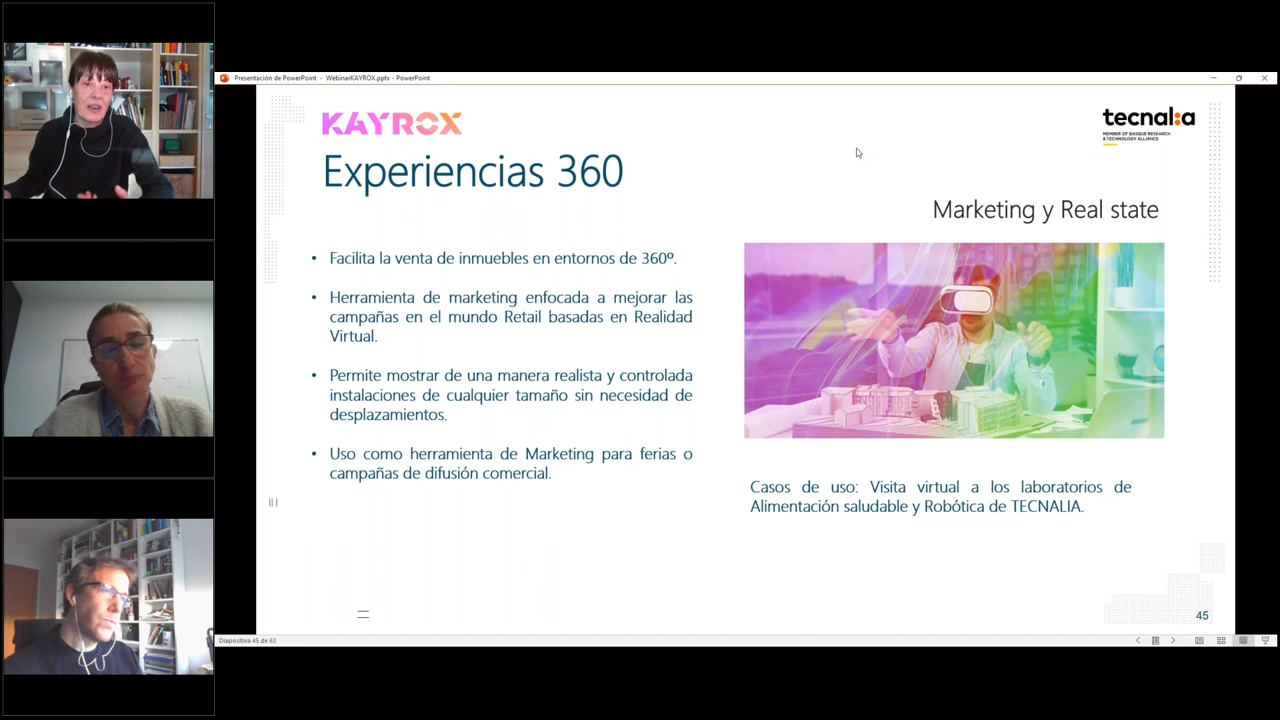 Presentación de PowerPoint - WebinarKAYROX.pptx - PowerPoint
KAYROX
tecnal:a
MEMBER OF BASQUE RESEARCH
& TECHNOLOGY ALLIANCE
Experiencias 360
Marketing y Real state
• Facilita la venta de inmuebles en entornos de 360º.
• Herramienta de marketing enfocada a mejorar las
campañas en el mundo Retail basadas en Realidad
Virtual.
• Permite mostrar de una manera realista y controlada
instalaciones de cualquier tamaño sin necesidad de
desplazamientos.
• Uso como herramienta de Marketing para ferias o
campañas de difusión comercial.
Casos de uso: Visita virtual a los laboratorios de
Alimentación saludable y Robótica de TECNALIA.
45
Diapositiva 45 de 63